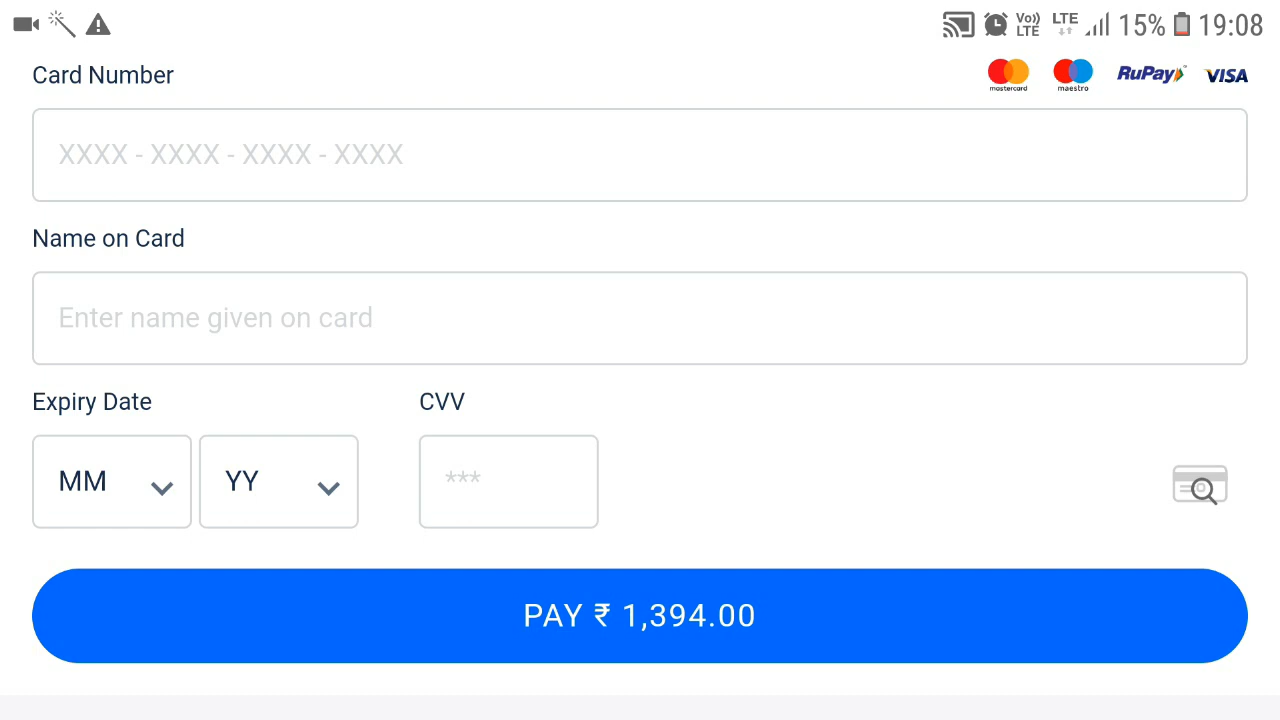 Vo)) LTE LTE 15% 19:08
Card Number mastercard maestro RuPay VISA
XXXX - XXXX - XXXX - XXXX
Name on Card
Enter name given on card
Expiry Date CVV
MM YY ***
PAY ₹ 1,394.00